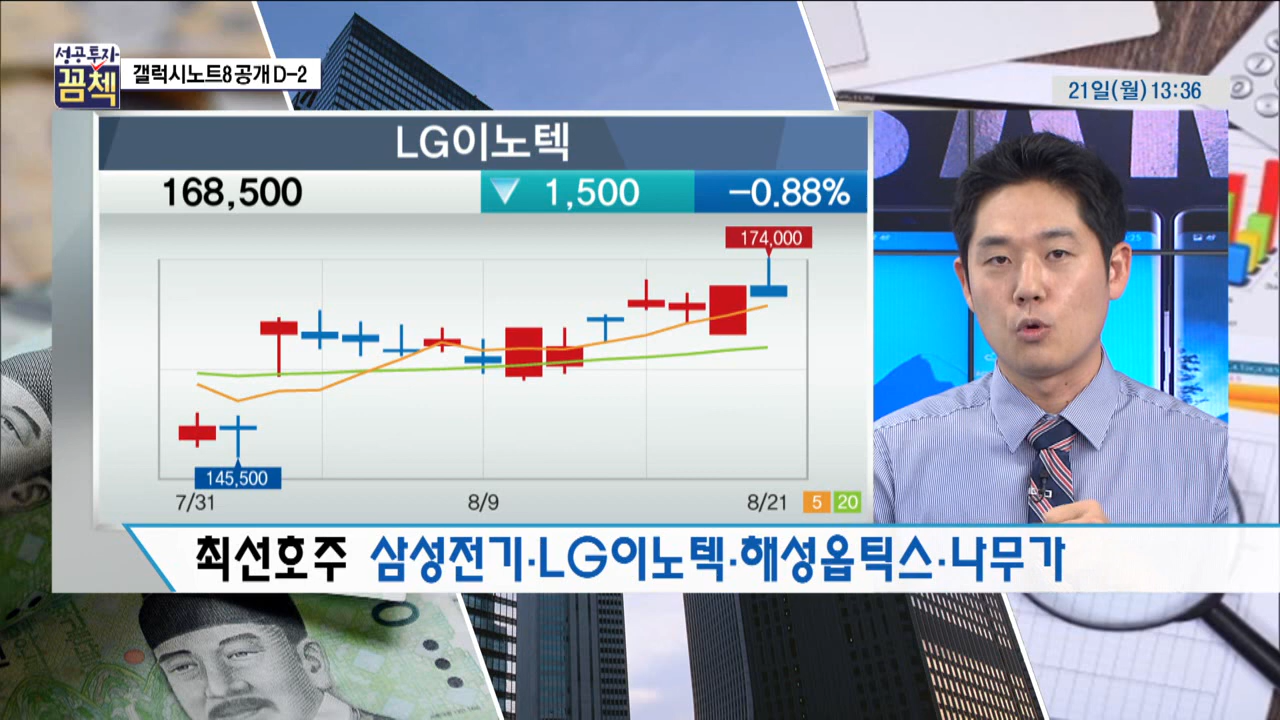 성공투자
꼼첵
갤럭시노트8 공개 D-2
21일(월) 13:36
LG이노텍
168,500 ▼ 1,500 -0.88%
174,000
145,500
7/31 8/9 8/21 5 20
최선호주 삼성전기·LG이노텍·해성옵틱스·나무가